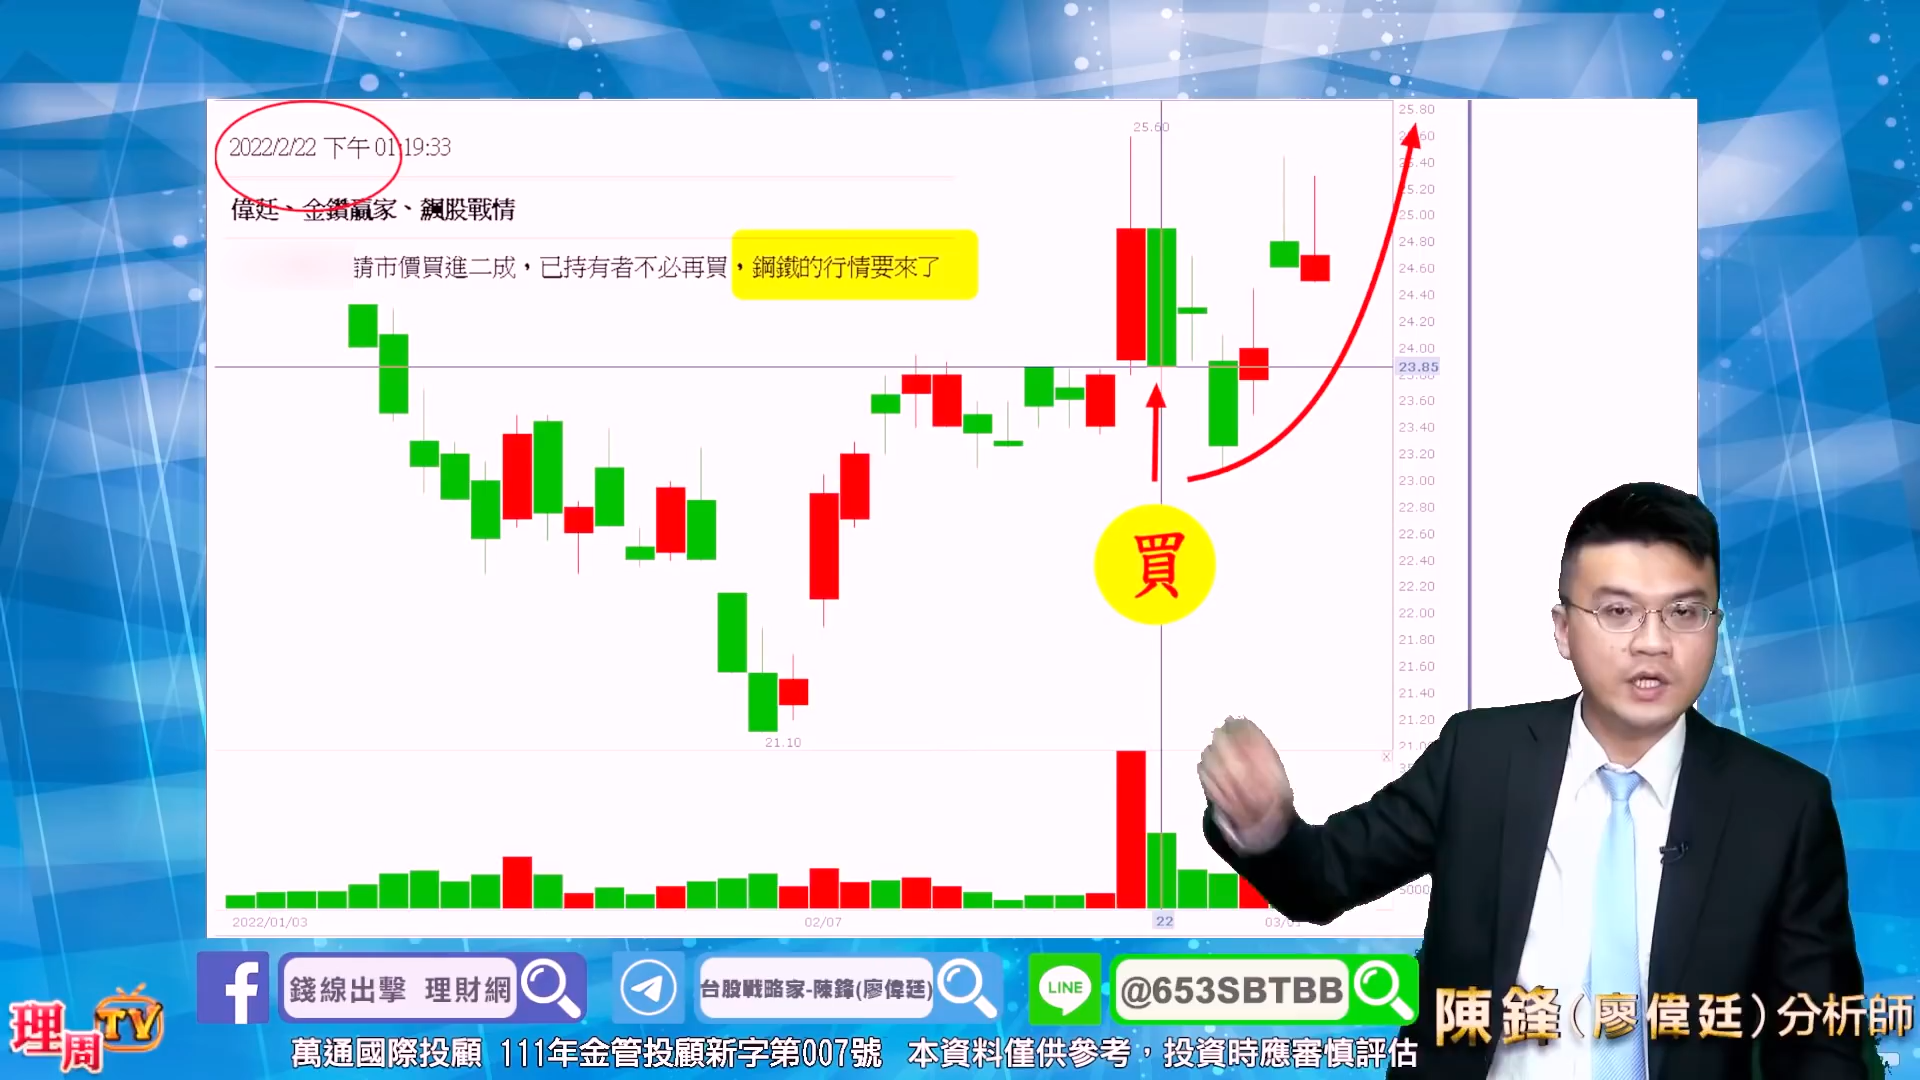 2022/2/22 下午 01:19:33
偉廷、金鑽贏家、飆股戰情
請市價買進二成，已持有者不必再買，鋼鐵的行情要來了
25.60
21.10
買
25.80
25.40
25.20
25.00
24.80
24.60
24.40
24.20
24.00
23.85
23.60
23.40
23.20
23.00
22.80
22.60
22.40
22.20
22.00
21.80
21.60
21.40
21.20
2022/01/03
02/07
22
錢線出擊 理財網
台股戰略家-陳鋒(廖偉廷)
LINE
@653SBTBB
理周TV
陳鋒(廖偉廷)分析師
萬通國際投顧 111年金管投顧新字第007號 本資料僅供參考，投資時應審慎評估